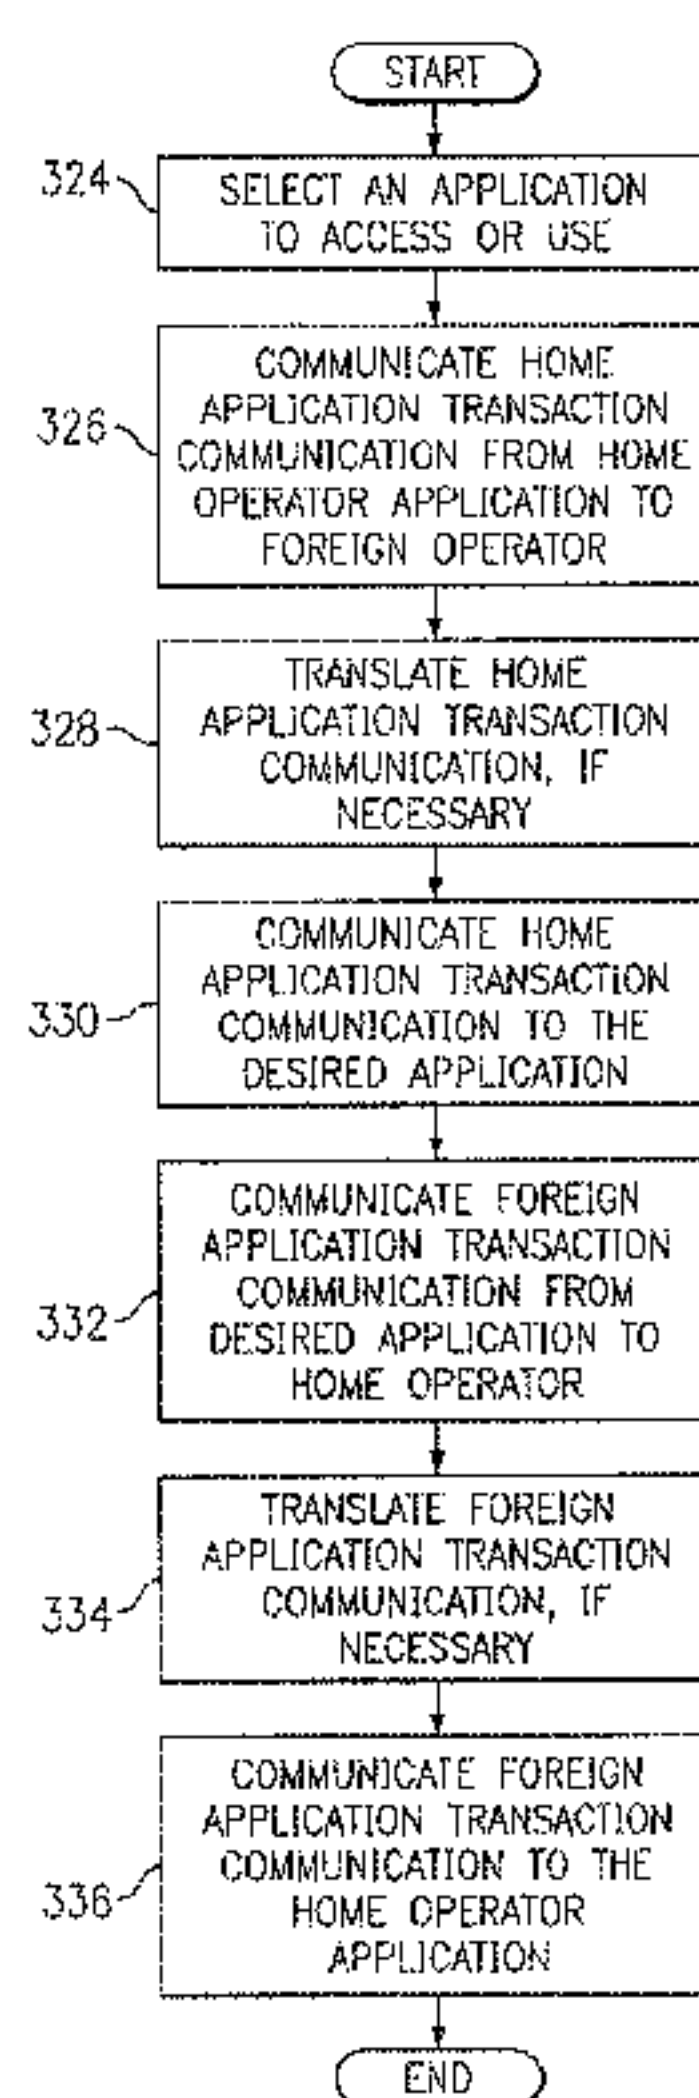 START
324
SELECT AN APPLICATION
TO ACCESS OR USE
326
COMMUNICATE HOME
APPLICATION TRANSACTION
COMMUNICATION FROM HOME
OPERATOR APPLICATION TO
FOREIGN OPERATOR
328
TRANSLATE HOME
APPLICATION TRANSACTION
COMMUNICATION, IF
NECESSARY
330
COMMUNICATE HOME
APPLICATION TRANSACTION
COMMUNICATION TO THE
DESIRED APPLICATION
332
COMMUNICATE FOREIGN
APPLICATION TRANSACTION
COMMUNICATION FROM
DESIRED APPLICATION TO
HOME OPERATOR
334
TRANSLATE FOREIGN
APPLICATION TRANSACTION
COMMUNICATION, IF
NECESSARY
336
COMMUNICATE FOREIGN
APPLICATION TRANSACTION
COMMUNICATION TO THE
HOME OPERATOR
APPLICATION
END